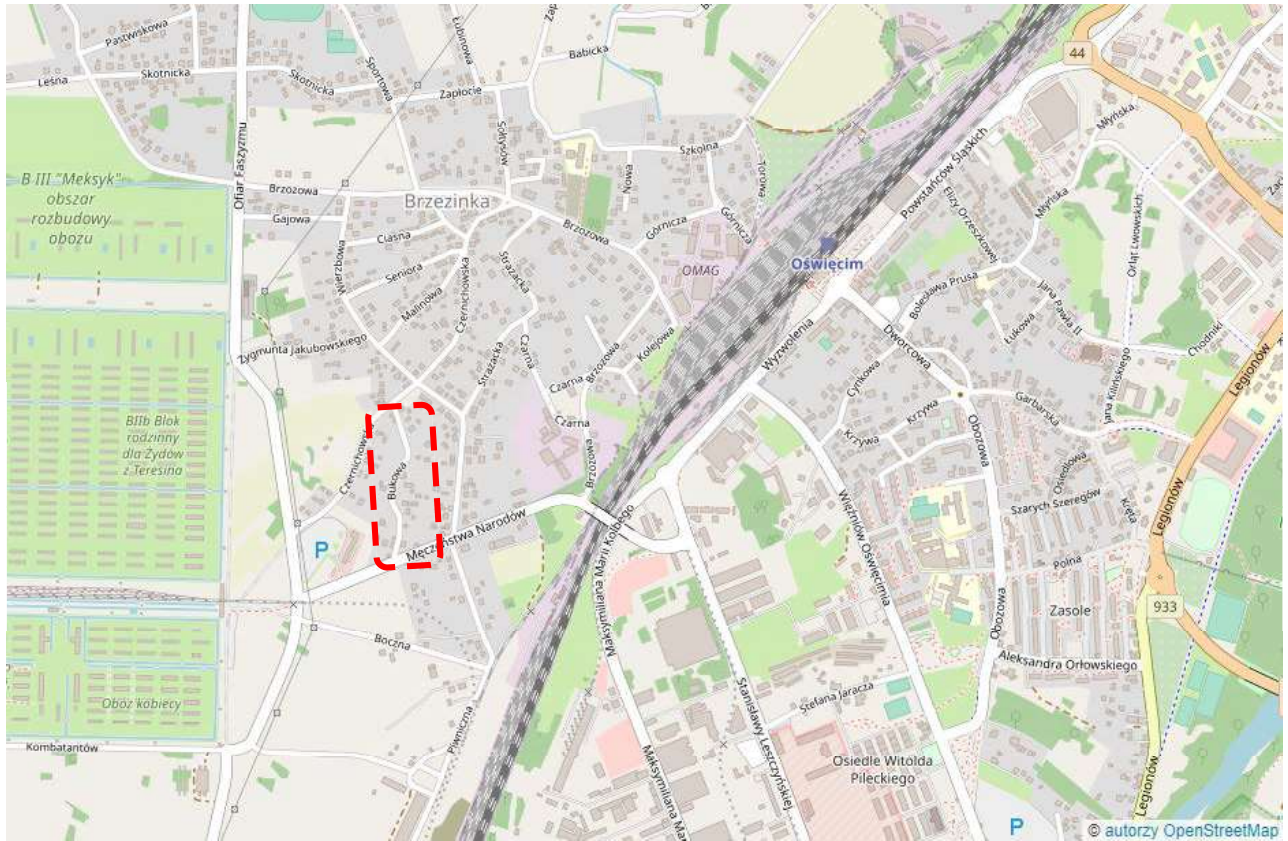 Pastwiskowa
Łubinowa
Leśna
Skotnicka
Skotnicka
Sportowa
Babicka
Zapłocie
44
Młyńska
Ofiar Faszyzmu
Sołtysów
Szkolna
Nowa
Torowa
Powstańców Śląskich
B III "Meksyk"
obszar
rozbudowy
obozu
Brzozowa
Brzezinka
Gajowa
Ciasna
Wierzbowa
Seniora
Brzozowa
Górnicza
Górnicza
Elizy Orzeszkowej
Młyńska
Orląt Lwowskich
OMAG
Oświęcim
Strażacka
Malinowa
Czernichowska
Bolesława Prusa
Jana Pawła II
Łukowa
Zygmunta Jakubowskiego
Strażacka
Czarna
Kolejowa
Wyzwolenia
Dworcowa
Chodniki
Legionów
Brzozowa
Czarna
Cynkowa
Krzywa
Garbarska
Jana Kilińskiego
BIIb Blok
rodzinny
dla Żydów
z Teresina
Czernichowska
Bukowa
Czarna
Krzywa
Obozowa
Osiedlowa
Brzozowa
Więźniów Oświęcimia
Szarych Szeregów
Kręta
Legionów
P
Męczeństwa Narodów
Maksymiliana Marii Kolbego
Polna
Zasole
933
Boczna
Obozowa
Aleksandra Orłowskiego
Obóz kobiecy
Stefana Jaracza
Kombatantów
Piwniczna
Stanisławy Leszczyńskiej
Osiedle Witolda
Pileckiego
Legionów
P
© autorzy OpenStreetMap